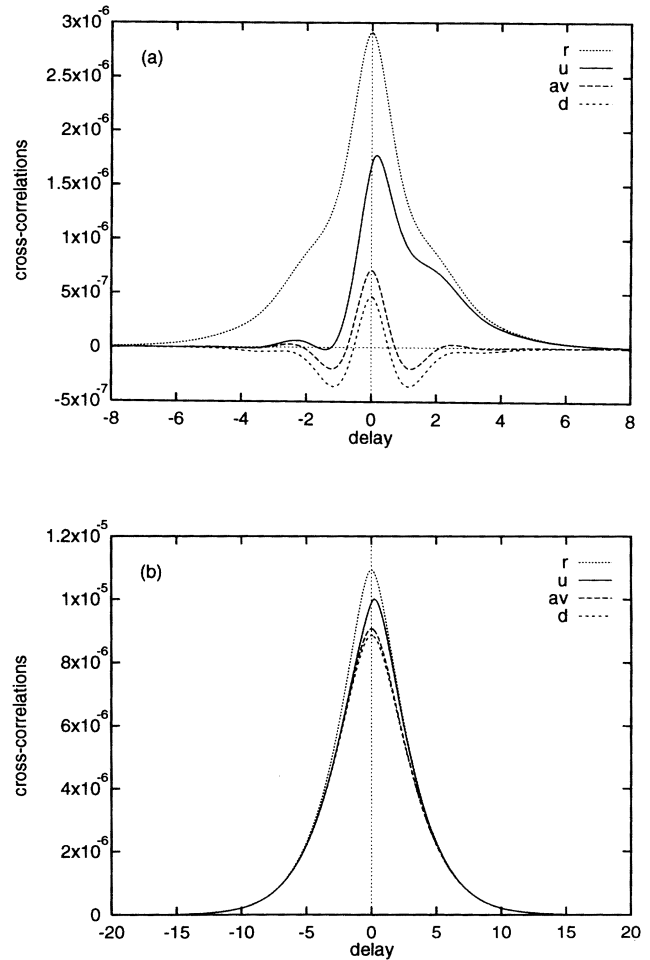 3x10^-6
(a)
r
u
av
d
2.5x10^-6
2x10^-6
1.5x10^-6
1x10^-6
5x10^-7
0
-5x10^-7
cross-correlations
-8 -6 -4 -2 0 2 4 6 8
delay
1.2x10^-5
(b)
r
u
av
d
1x10^-5
8x10^-6
6x10^-6
4x10^-6
2x10^-6
0
cross-correlations
-20 -15 -10 -5 0 5 10 15 20
delay